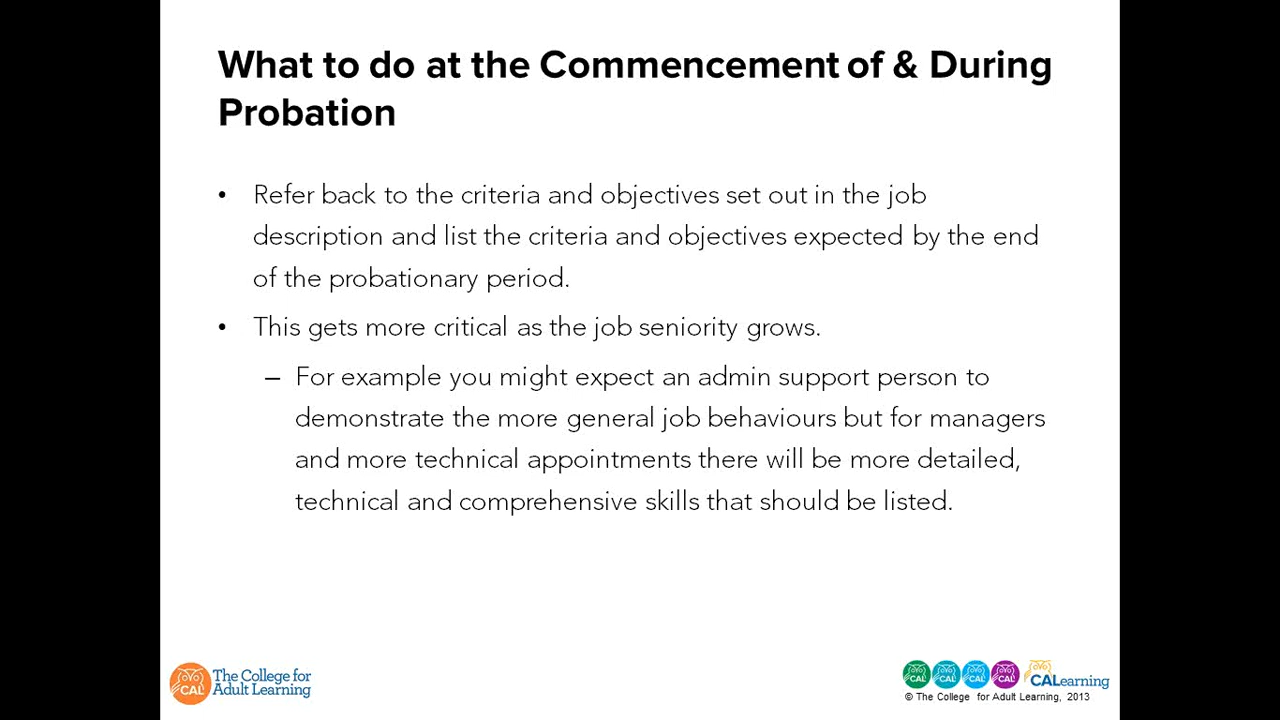 What to do at the Commencement of & During
Probation
• Refer back to the criteria and objectives set out in the job
description and list the criteria and objectives expected by the end
of the probationary period.
• This gets more critical as the job seniority grows.
– For example you might expect an admin support person to
demonstrate the more general job behaviours but for managers
and more technical appointments there will be more detailed,
technical and comprehensive skills that should be listed.
CAL
The College for
Adult Learning
CAL CAL CAL CAL CALearning
© The College for Adult Learning, 2013